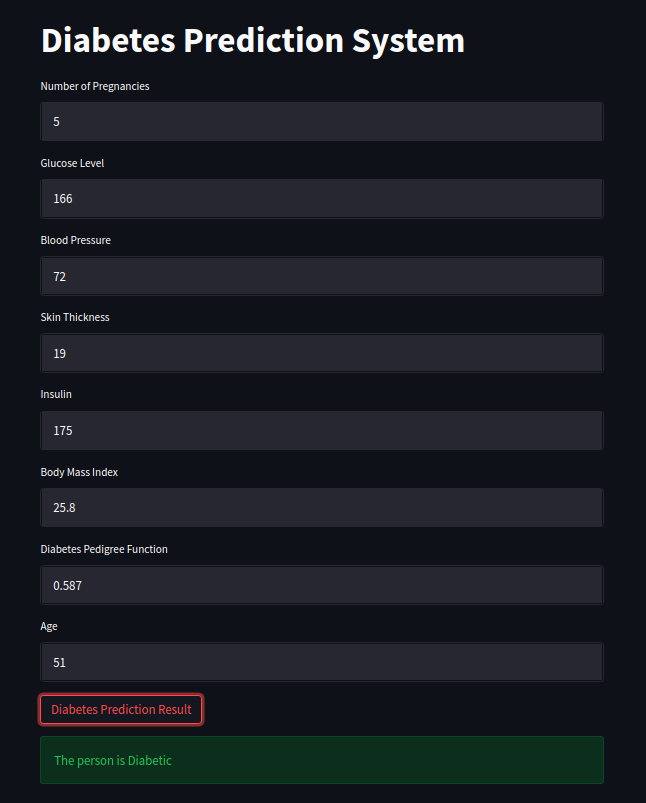 Diabetes Prediction System
Number of Pregnancies
5
Glucose Level
166
Blood Pressure
72
Skin Thickness
19
Insulin
175
Body Mass Index
25.8
Diabetes Pedigree Function
0.587
Age
51
Diabetes Prediction Result
The person is Diabetic